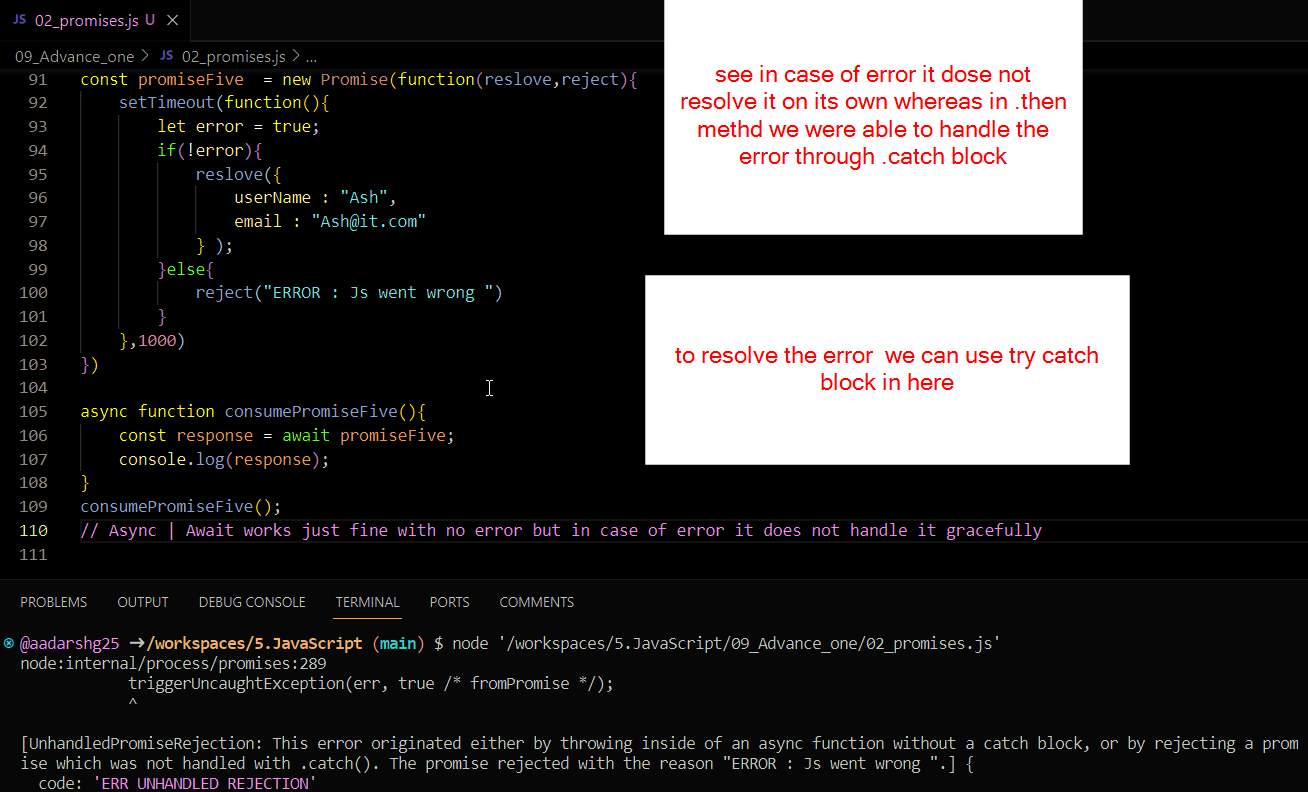 JS 02_promises.js U ×
09_Advance_one > JS 02_promises.js > ...
see in case of error it dose not
resolve it on its own whereas in .then
methd we were able to handle the
error through .catch block
to resolve the error we can use try catch
block in here
91 const promiseFive = new Promise(function(reslove,reject){
92 setTimeout(function(){
93 let error = true;
94 if(!error){
95 reslove({
96 userName : "Ash",
97 email : "Ash@it.com"
98 } );
99 }else{
100 reject("ERROR : Js went wrong ")
101 }
102 },1000)
103 })
104
105 async function consumePromiseFive(){
106 const response = await promiseFive;
107 console.log(response);
108 }
109 consumePromiseFive();
110 // Async | Await works just fine with no error but in case of error it does not handle it gracefully
111
PROBLEMS OUTPUT DEBUG CONSOLE TERMINAL PORTS COMMENTS
@aadarshg25 →/workspaces/5.JavaScript (main) $ node '/workspaces/5.JavaScript/09_Advance_one/02_promises.js'
node:internal/process/promises:289
triggerUncaughtException(err, true /* fromPromise */);
^
[UnhandledPromiseRejection: This error originated either by throwing inside of an async function without a catch block, or by rejecting a prom
ise which was not handled with .catch(). The promise rejected with the reason "ERROR : Js went wrong ".] {
code: 'ERR_UNHANDLED_REJECTION'